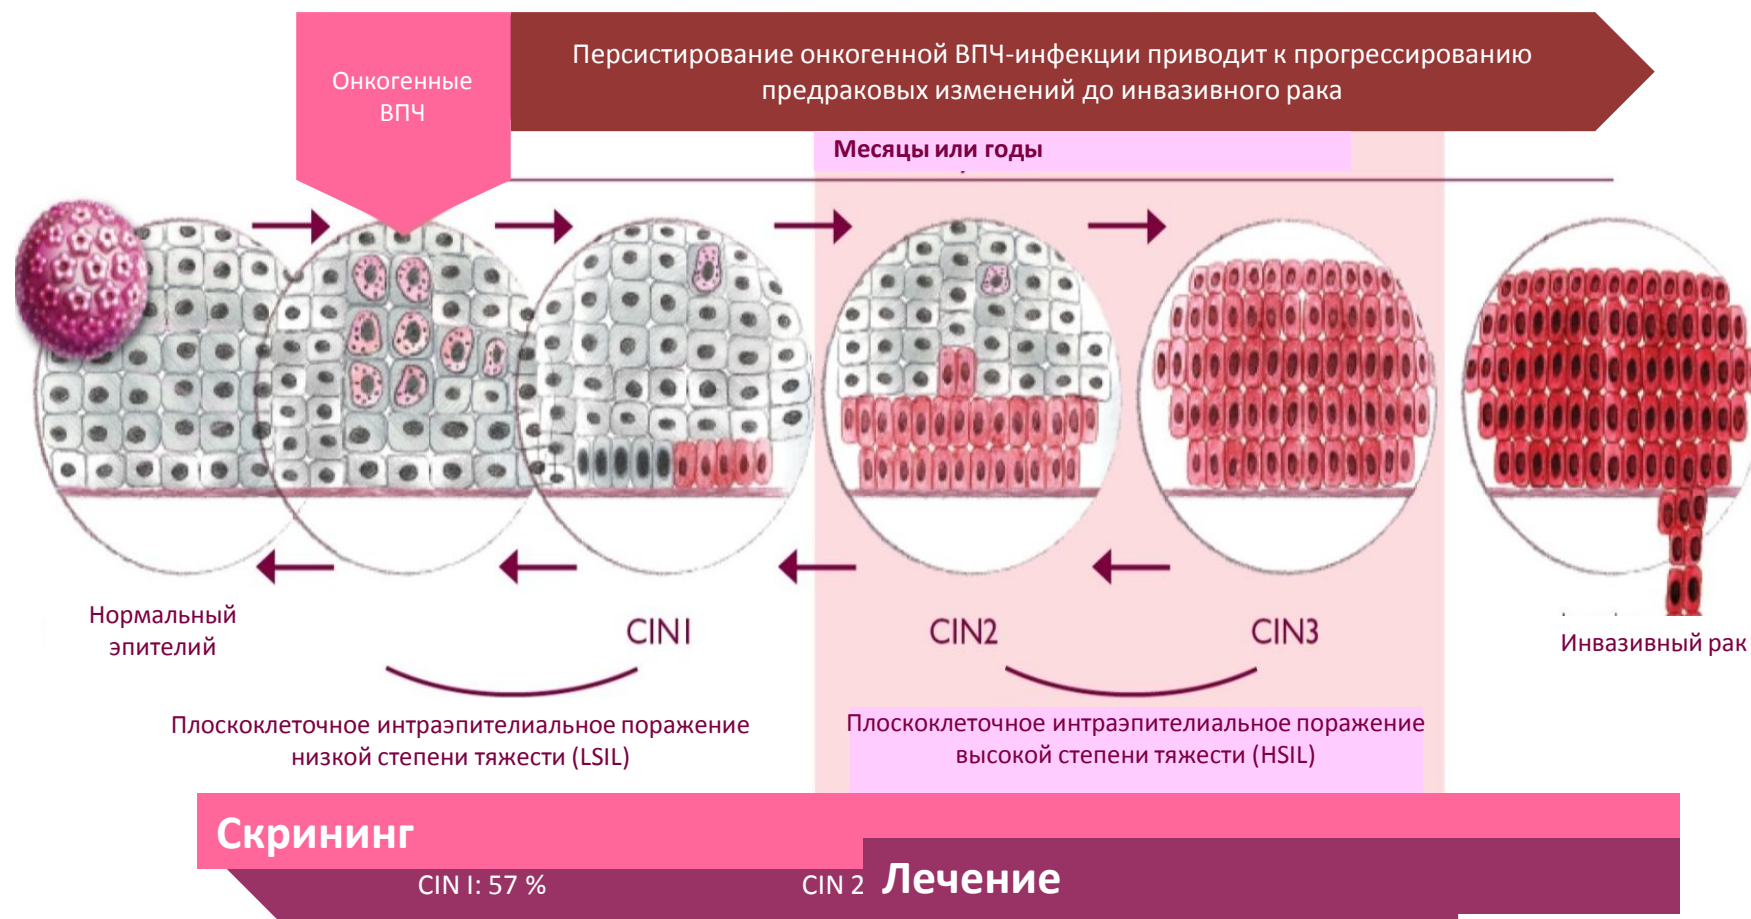 Онкогенные
ВПЧ
Персистирование онкогенной ВПЧ-инфекции приводит к прогрессированию
предраковых изменений до инвазивного рака
Месяцы или годы
Нормальный
эпителий
CIN1
CIN2
CIN3
Инвазивный рак
Плоскоклеточное интраэпителиальное поражение
низкой степени тяжести (LSIL)
Плоскоклеточное интраэпителиальное поражение
высокой степени тяжести (HSIL)
Скрининг
CIN I: 57 %
CIN 2
Лечение